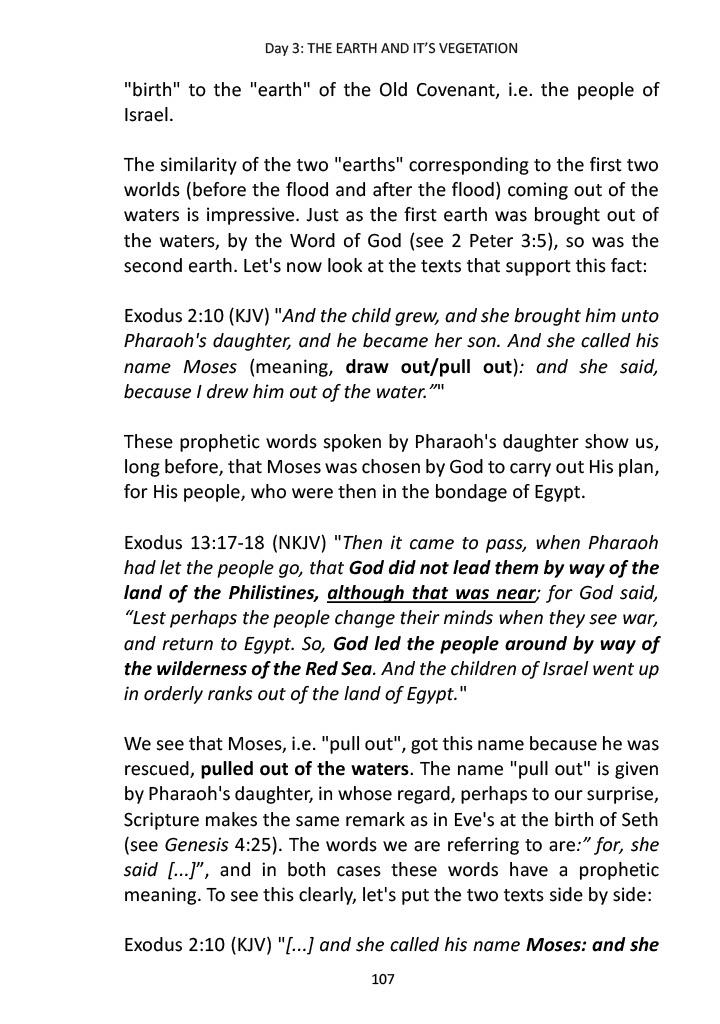 Day 3: THE EARTH AND IT’S VEGETATION
"birth" to the "earth" of the Old Covenant, i.e. the people of
Israel.
The similarity of the two "earths" corresponding to the first two
worlds (before the flood and after the flood) coming out of the
waters is impressive. Just as the first earth was brought out of
the waters, by the Word of God (see 2 Peter 3:5), so was the
second earth. Let's now look at the texts that support this fact:
Exodus 2:10 (KJV) "And the child grew, and she brought him unto
Pharaoh's daughter, and he became her son. And she called his
name Moses (meaning, draw out/pull out): and she said,
because I drew him out of the water.”"
These prophetic words spoken by Pharaoh's daughter show us,
long before, that Moses was chosen by God to carry out His plan,
for His people, who were then in the bondage of Egypt.
Exodus 13:17-18 (NKJV) "Then it came to pass, when Pharaoh
had let the people go, that God did not lead them by way of the
land of the Philistines, although that was near; for God said,
“Lest perhaps the people change their minds when they see war,
and return to Egypt. So, God led the people around by way of
the wilderness of the Red Sea. And the children of Israel went up
in orderly ranks out of the land of Egypt."
We see that Moses, i.e. "pull out", got this name because he was
rescued, pulled out of the waters. The name "pull out" is given
by Pharaoh's daughter, in whose regard, perhaps to our surprise,
Scripture makes the same remark as in Eve's at the birth of Seth
(see Genesis 4:25). The words we are referring to are:” for, she
said [...]”, and in both cases these words have a prophetic
meaning. To see this clearly, let's put the two texts side by side:
Exodus 2:10 (KJV) "[...] and she called his name Moses: and she
107